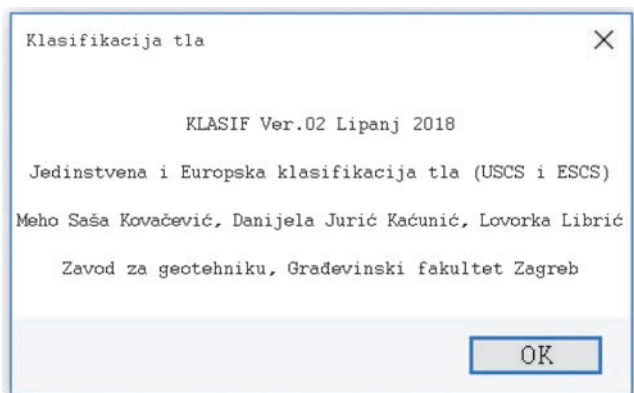 Klasifikacija tla
KLASIF Ver.02 Lipanj 2018
Jedinstvena i Europska klasifikacija tla (USCS i ESCS)
Meho Saša Kovačević, Danijela Jurić Kaćunić, Lovorka Librić
Zavod za geotehniku, Građevinski fakultet Zagreb
OK